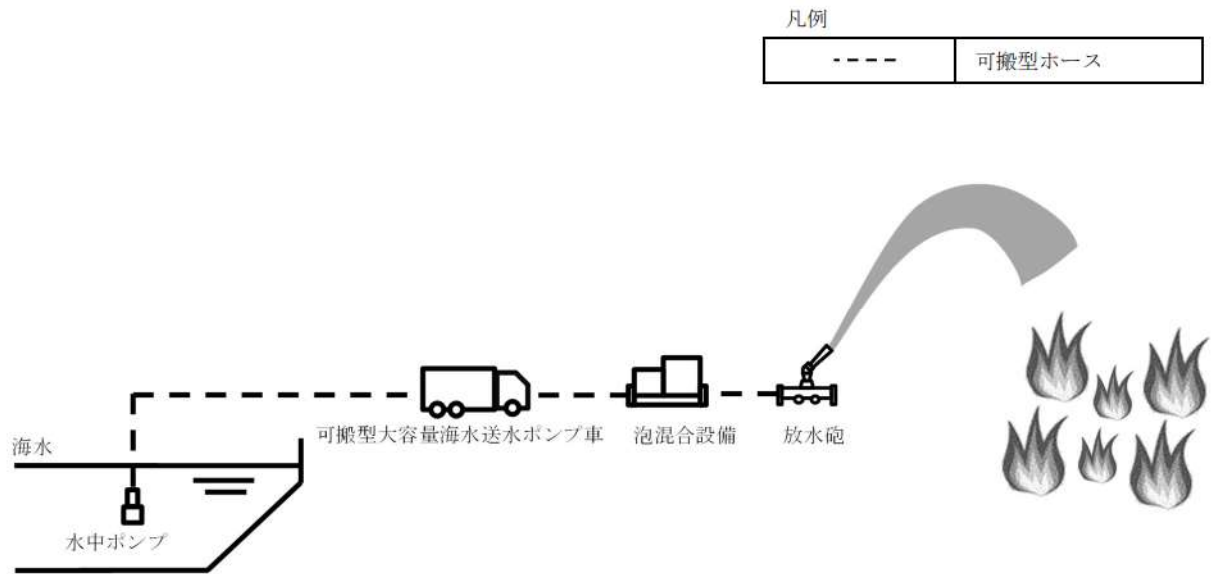 凡例
可搬型ホース
可搬型大容量海水送水ポンプ車
泡混合設備
放水砲
海水
水中ポンプ